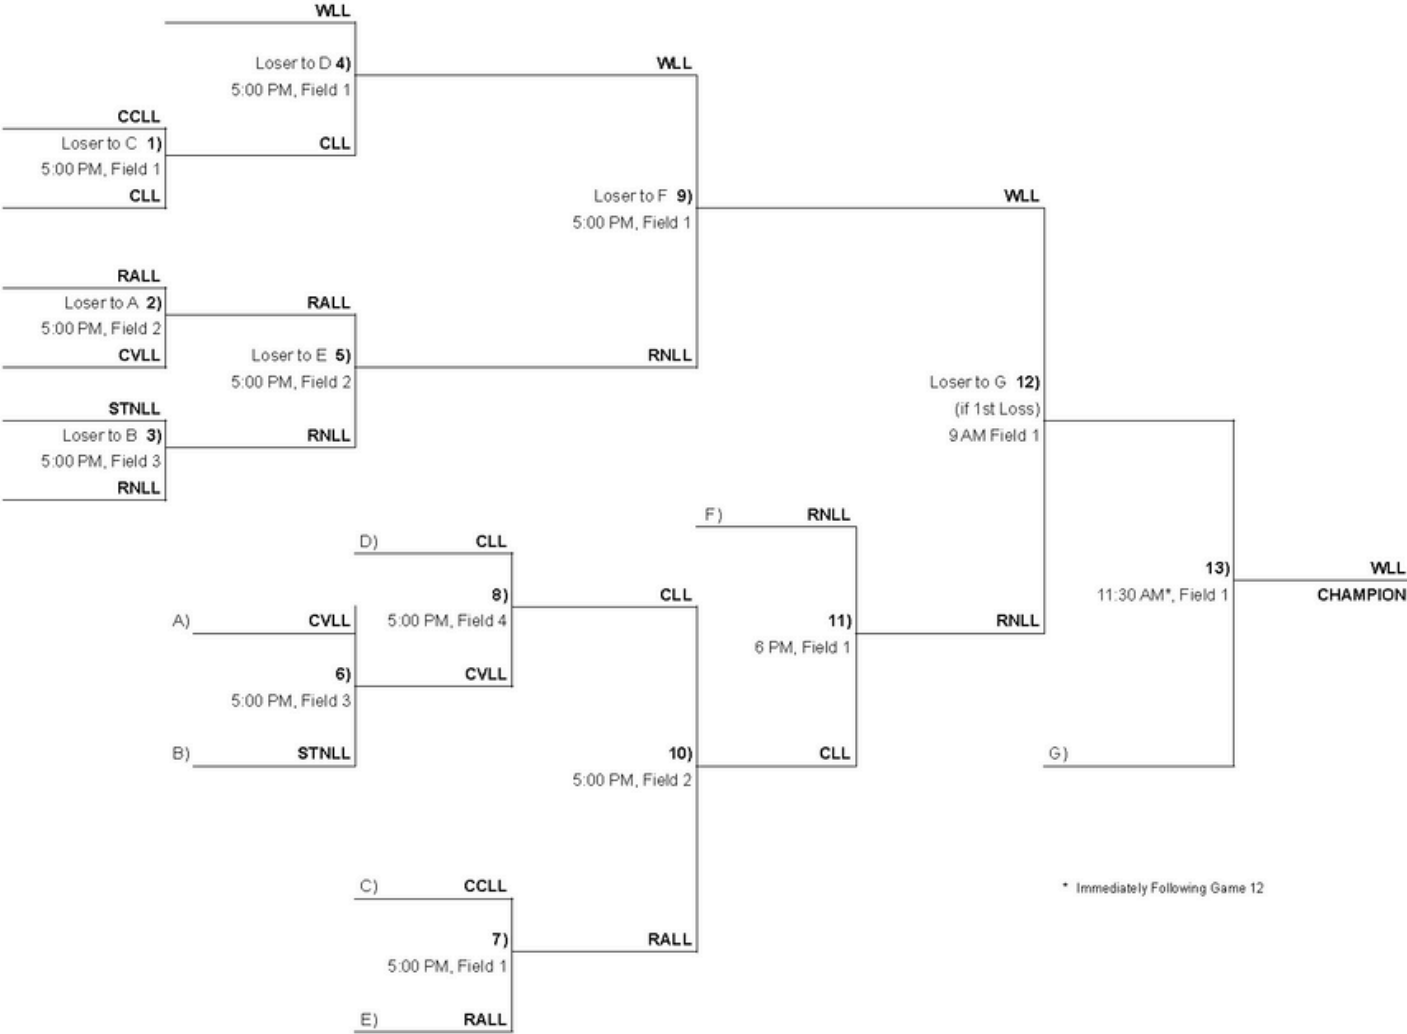 WLL
Loser to D 4)
WLL
5:00 PM, Field 1
CCLL
Loser to C 1)
CLL
5:00 PM, Field 1
CLL
Loser to F 9)
WLL
5:00 PM, Field 1
RALL
Loser to A 2)
RALL
5:00 PM, Field 2
CVLL
Loser to E 5)
RNLL
5:00 PM, Field 2
Loser to G 12)
(if 1st Loss)
9 AM Field 1
STNLL
Loser to B 3)
RNLL
5:00 PM, Field 3
RNLL
F) RNLL
D) CLL
13)
WLL
11:30 AM*, Field 1
CHAMPION
8)
CLL
5:00 PM, Field 4
A) CVLL
11)
RNLL
6 PM, Field 1
6)
CVLL
5:00 PM, Field 3
B) STNLL
10)
CLL
5:00 PM, Field 2
G)
C) CCLL
* Immediately Following Game 12
7)
RALL
5:00 PM, Field 1
E) RALL